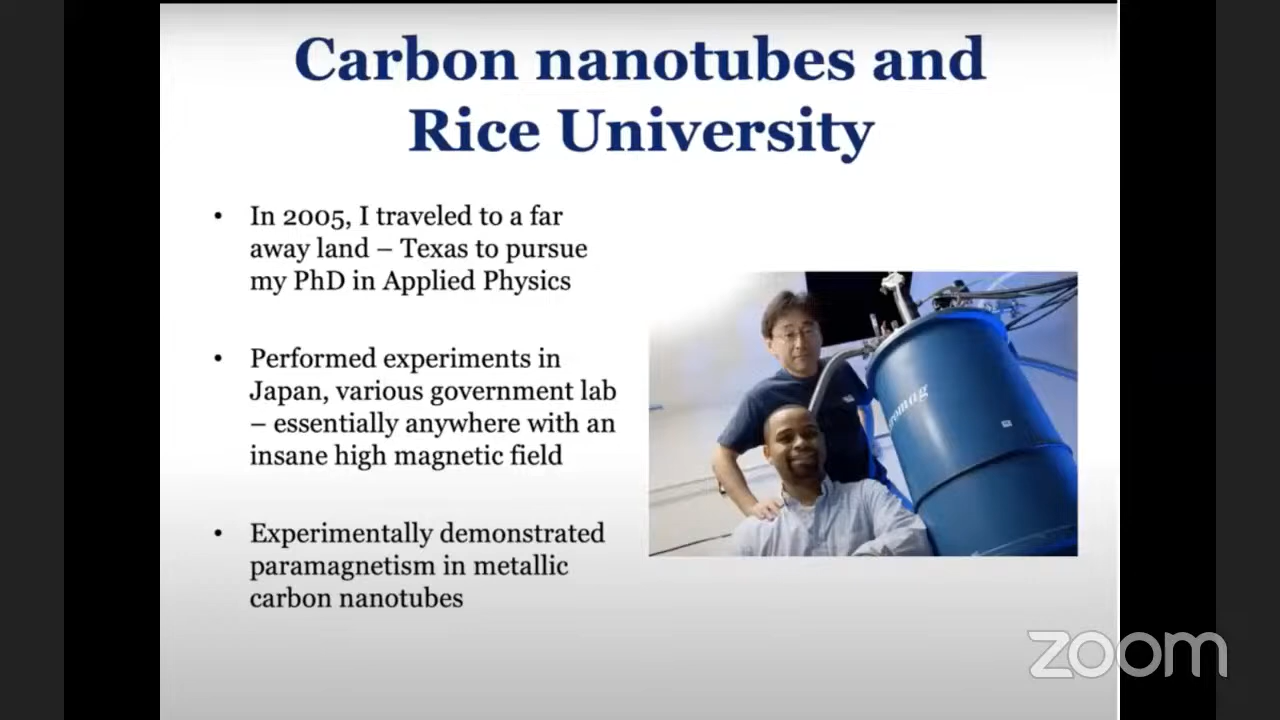 Carbon nanotubes and
Rice University
• In 2005, I traveled to a far
away land – Texas to pursue
my PhD in Applied Physics
• Performed experiments in
Japan, various government lab
– essentially anywhere with an
insane high magnetic field
• Experimentally demonstrated
paramagnetism in metallic
carbon nanotubes
zoom